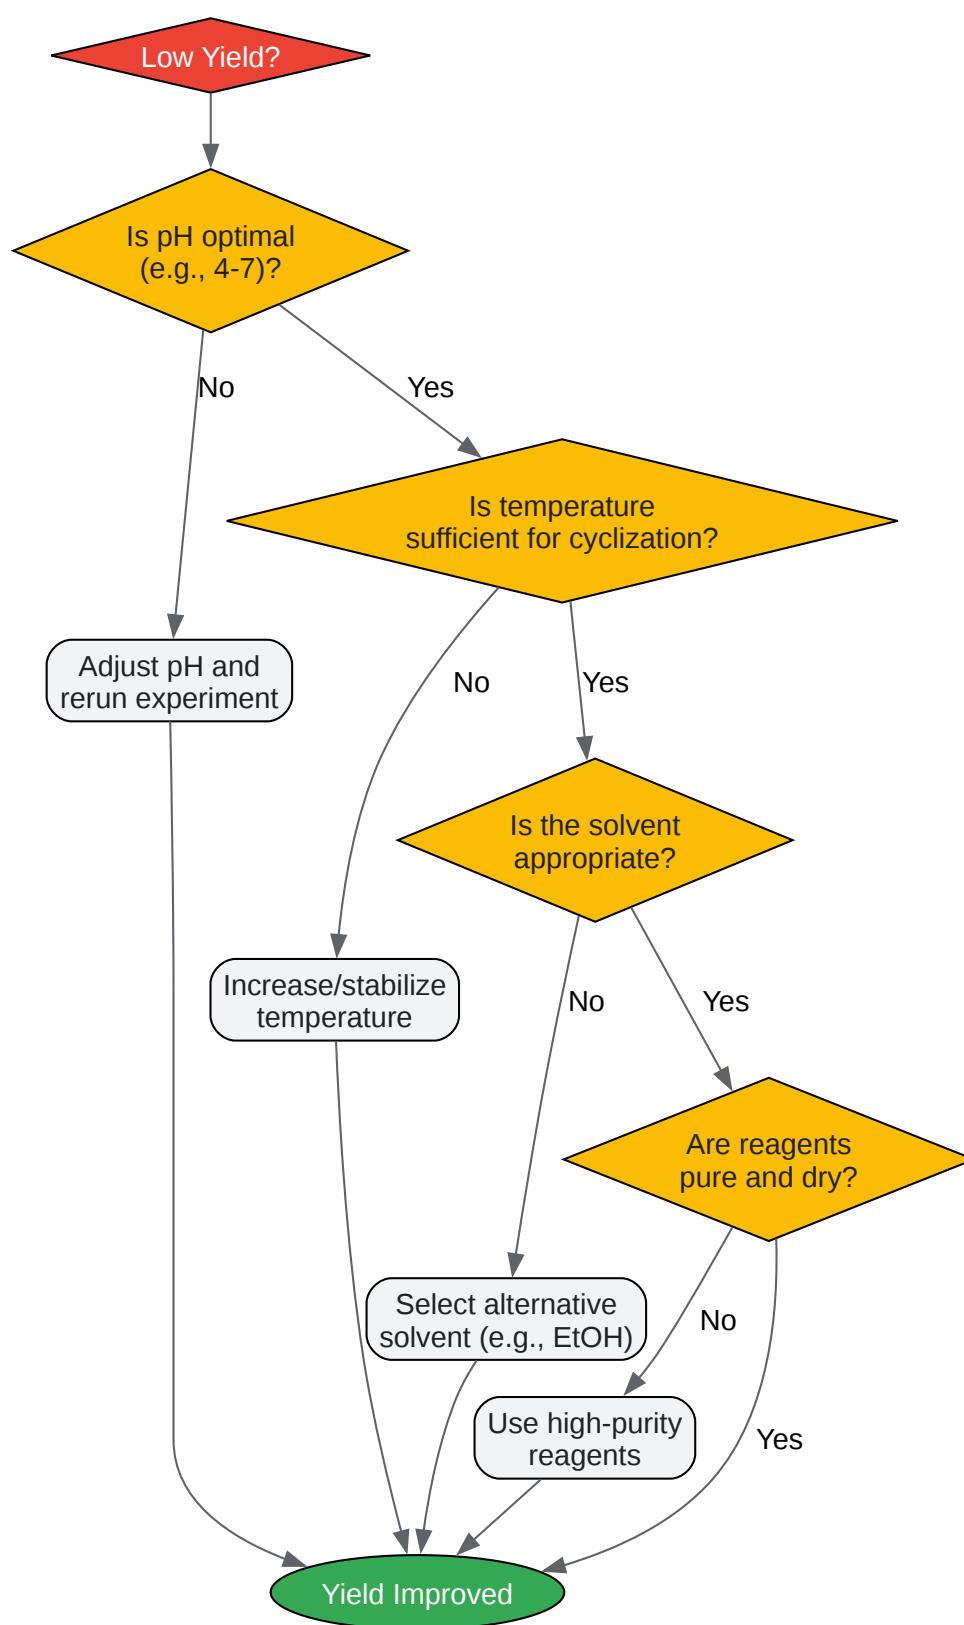 Low Yield?
Is pH optimal
(e.g., 4-7)?
No
Yes
Is temperature
sufficient for cyclization?
Adjust pH and
rerun experiment
No
Yes
Is the solvent
appropriate?
Increase/stabilize
temperature
No
Yes
Are reagents
pure and dry?
Select alternative
solvent (e.g., EtOH)
No
Use high-purity
reagents
Yes
Yield Improved